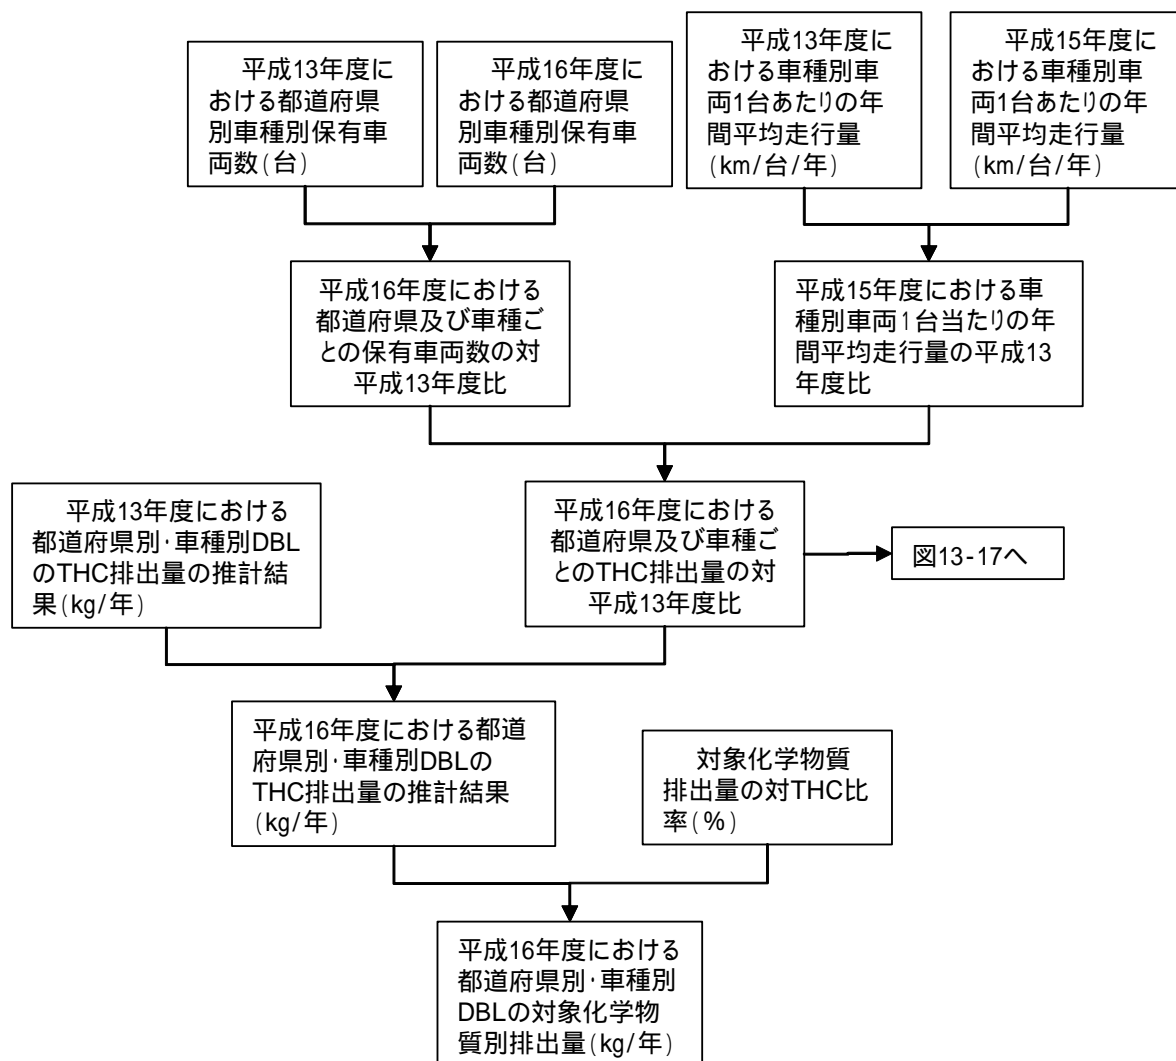 平成13年度に
おける都道府県
別車種別保有車
両数(台)
平成16年度に
おける都道府県
別車種別保有車
両数(台)
平成13年度に
おける車種別車
両1台あたりの年
間平均走行量
(km/台/年)
平成15年度に
おける車種別車
両1台あたりの年
間平均走行量
(km/台/年)
平成16年度における
都道府県及び車種ご
との保有車両数の対
平成13年度比
平成15年度における車
種別車両1台当たりの年
間平均走行量の平成13
年度比
平成13年度における
都道府県別・車種別DBL
のTHC排出量の推計結
果(kg/年)
平成16年度における
都道府県及び車種ご
とのTHC排出量の対
平成13年度比
図13-17へ
平成16年度における都道
府県別・車種別DBLの
THC排出量の推計結果
(kg/年)
対象化学物質
排出量の対THC比
率(%)
平成16年度における
都道府県別・車種別
DBLの対象化学物
質別排出量(kg/年)